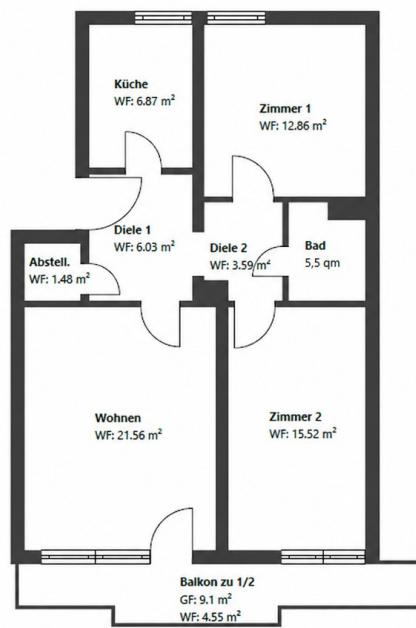 Küche
WF: 6.87 m²
Zimmer 1
WF: 12.86 m²
Diele 1
WF: 6.03 m²
Diele 2
WF: 3.59 m²
Bad
5,5 qm
Abstell.
WF: 1.48 m²
Wohnen
WF: 21.56 m²
Zimmer 2
WF: 15.52 m²
Balkon zu 1/2
GF: 9.1 m²
WF: 4.55 m²